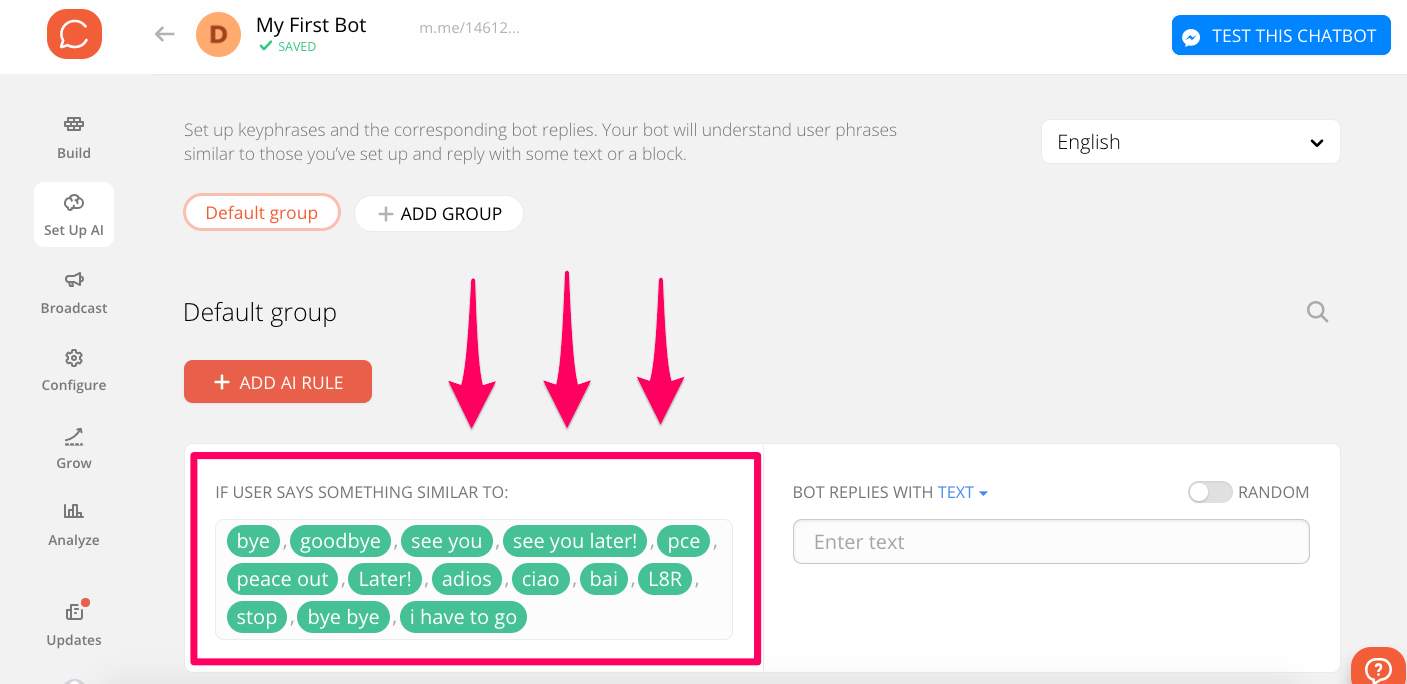 D
My First Bot
SAVED
m.me/14612...
TEST THIS CHATBOT
Build
Set Up AI
Broadcast
Configure
Grow
Analyze
Updates
Set up keyphrases and the corresponding bot replies. Your bot will understand user phrases
similar to those you’ve set up and reply with some text or a block.
English
Default group
+ ADD GROUP
Default group
+ ADD AI RULE
IF USER SAYS SOMETHING SIMILAR TO:
bye , goodbye , see you , see you later! , pce ,
peace out , Later! , adios , ciao , bai , L8R ,
stop , bye bye , i have to go
BOT REPLIES WITH TEXT
RANDOM
Enter text
?